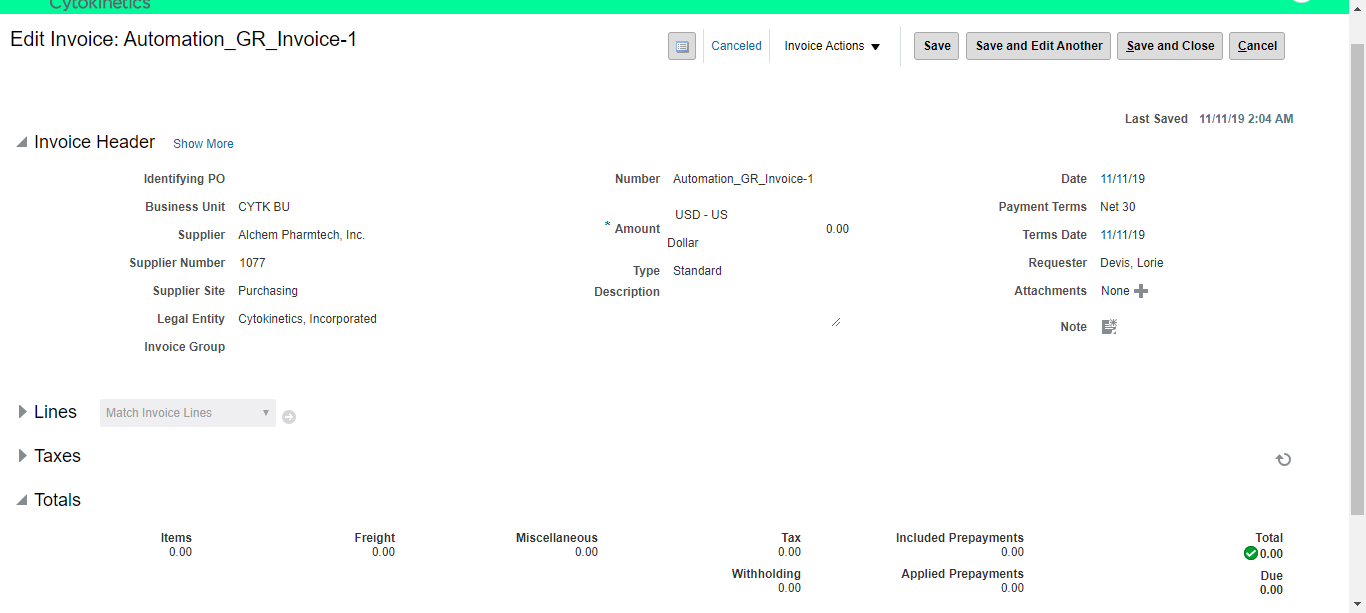 Cytokinetics
Edit Invoice: Automation_GR_Invoice-1
Canceled
Invoice Actions
Save
Save and Edit Another
Save and Close
Cancel
Last Saved 11/11/19 2:04 AM
Invoice Header Show More
Identifying PO
Business Unit CYTK BU
Supplier Alchem Pharmtech, Inc.
Supplier Number 1077
Supplier Site Purchasing
Legal Entity Cytokinetics, Incorporated
Invoice Group
Number Automation_GR_Invoice-1
* Amount USD - US Dollar 0.00
Type Standard
Description
Date 11/11/19
Payment Terms Net 30
Terms Date 11/11/19
Requester Devis, Lorie
Attachments None
Note
Lines Match Invoice Lines
Taxes
Totals
Items Freight Miscellaneous Tax Included Prepayments Total
0.00 0.00 0.00 0.00 0.00 0.00
Withholding Applied Prepayments Due
0.00 0.00 0.00